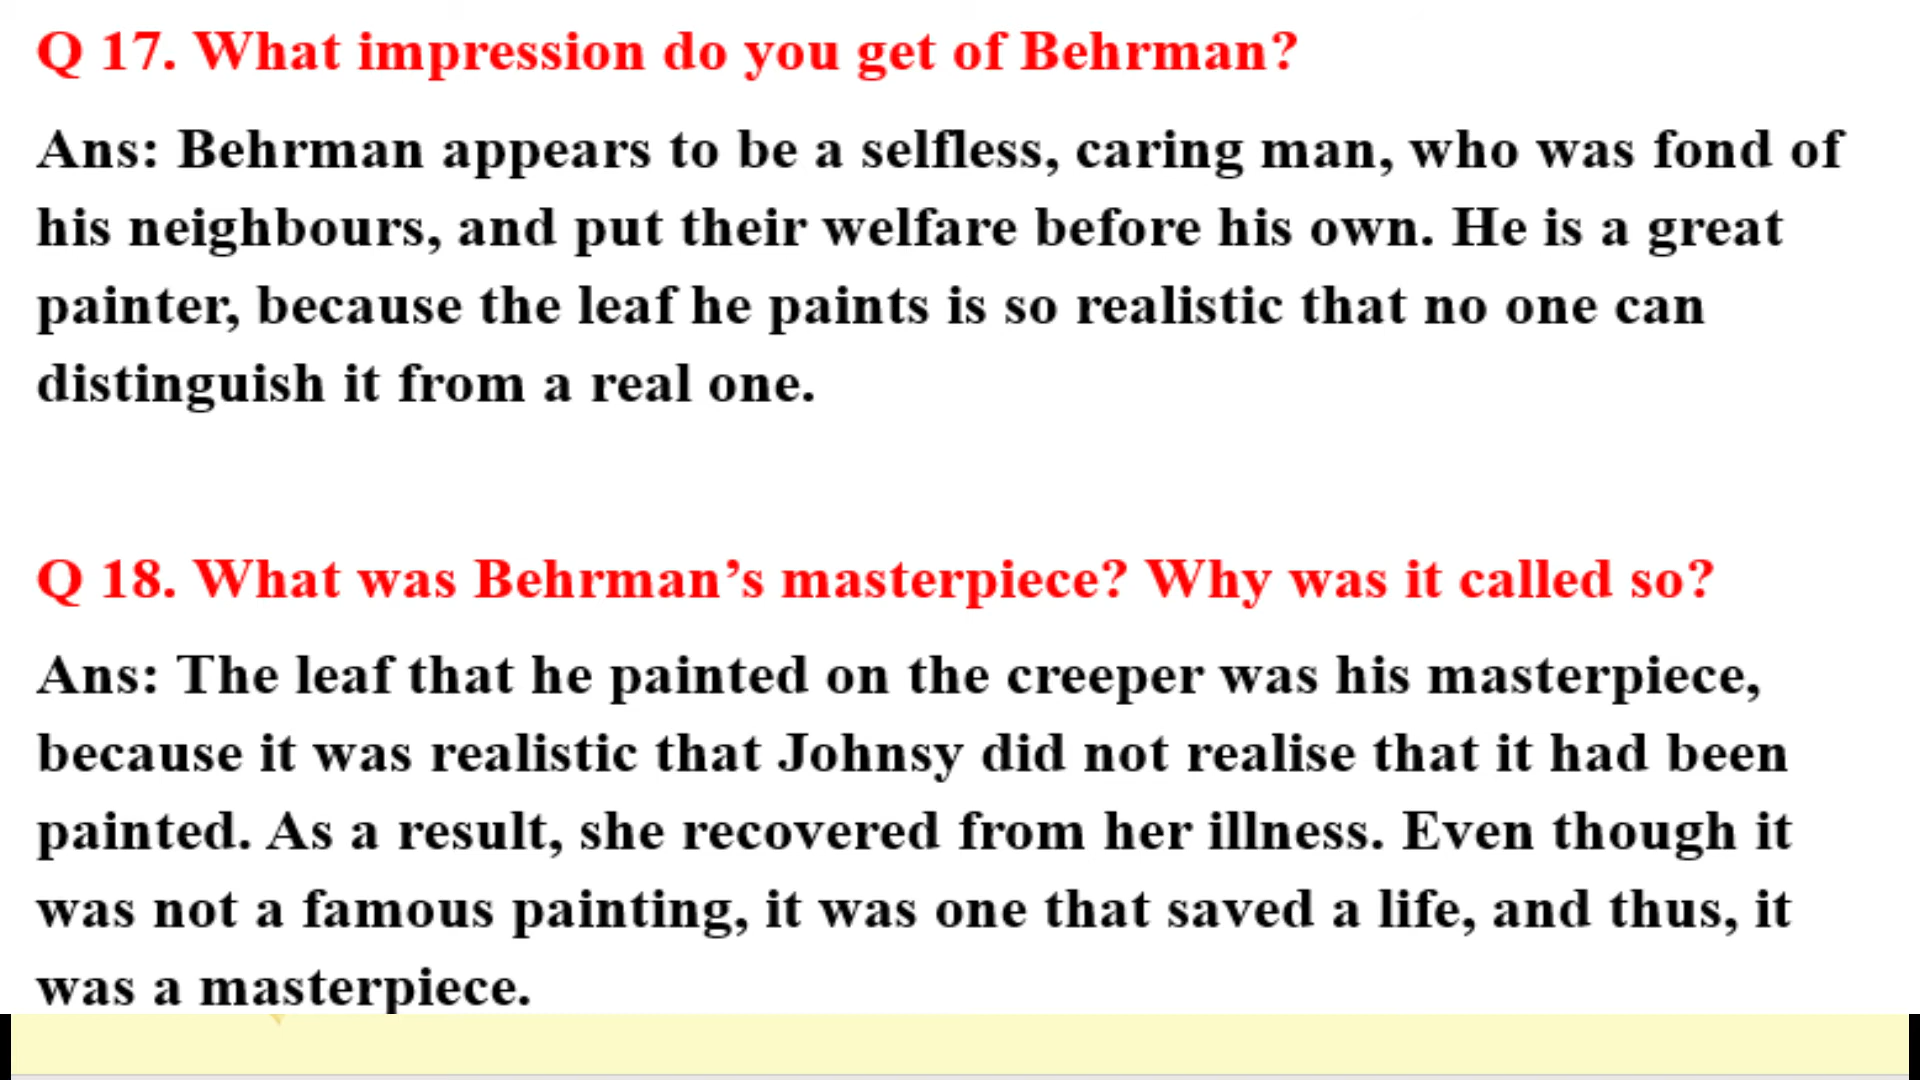 Q 17. What impression do you get of Behrman?
Ans: Behrman appears to be a selfless, caring man, who was fond of
his neighbours, and put their welfare before his own. He is a great
painter, because the leaf he paints is so realistic that no one can
distinguish it from a real one.
Q 18. What was Behrman’s masterpiece? Why was it called so?
Ans: The leaf that he painted on the creeper was his masterpiece,
because it was realistic that Johnsy did not realise that it had been
painted. As a result, she recovered from her illness. Even though it
was not a famous painting, it was one that saved a life, and thus, it
was a masterpiece.